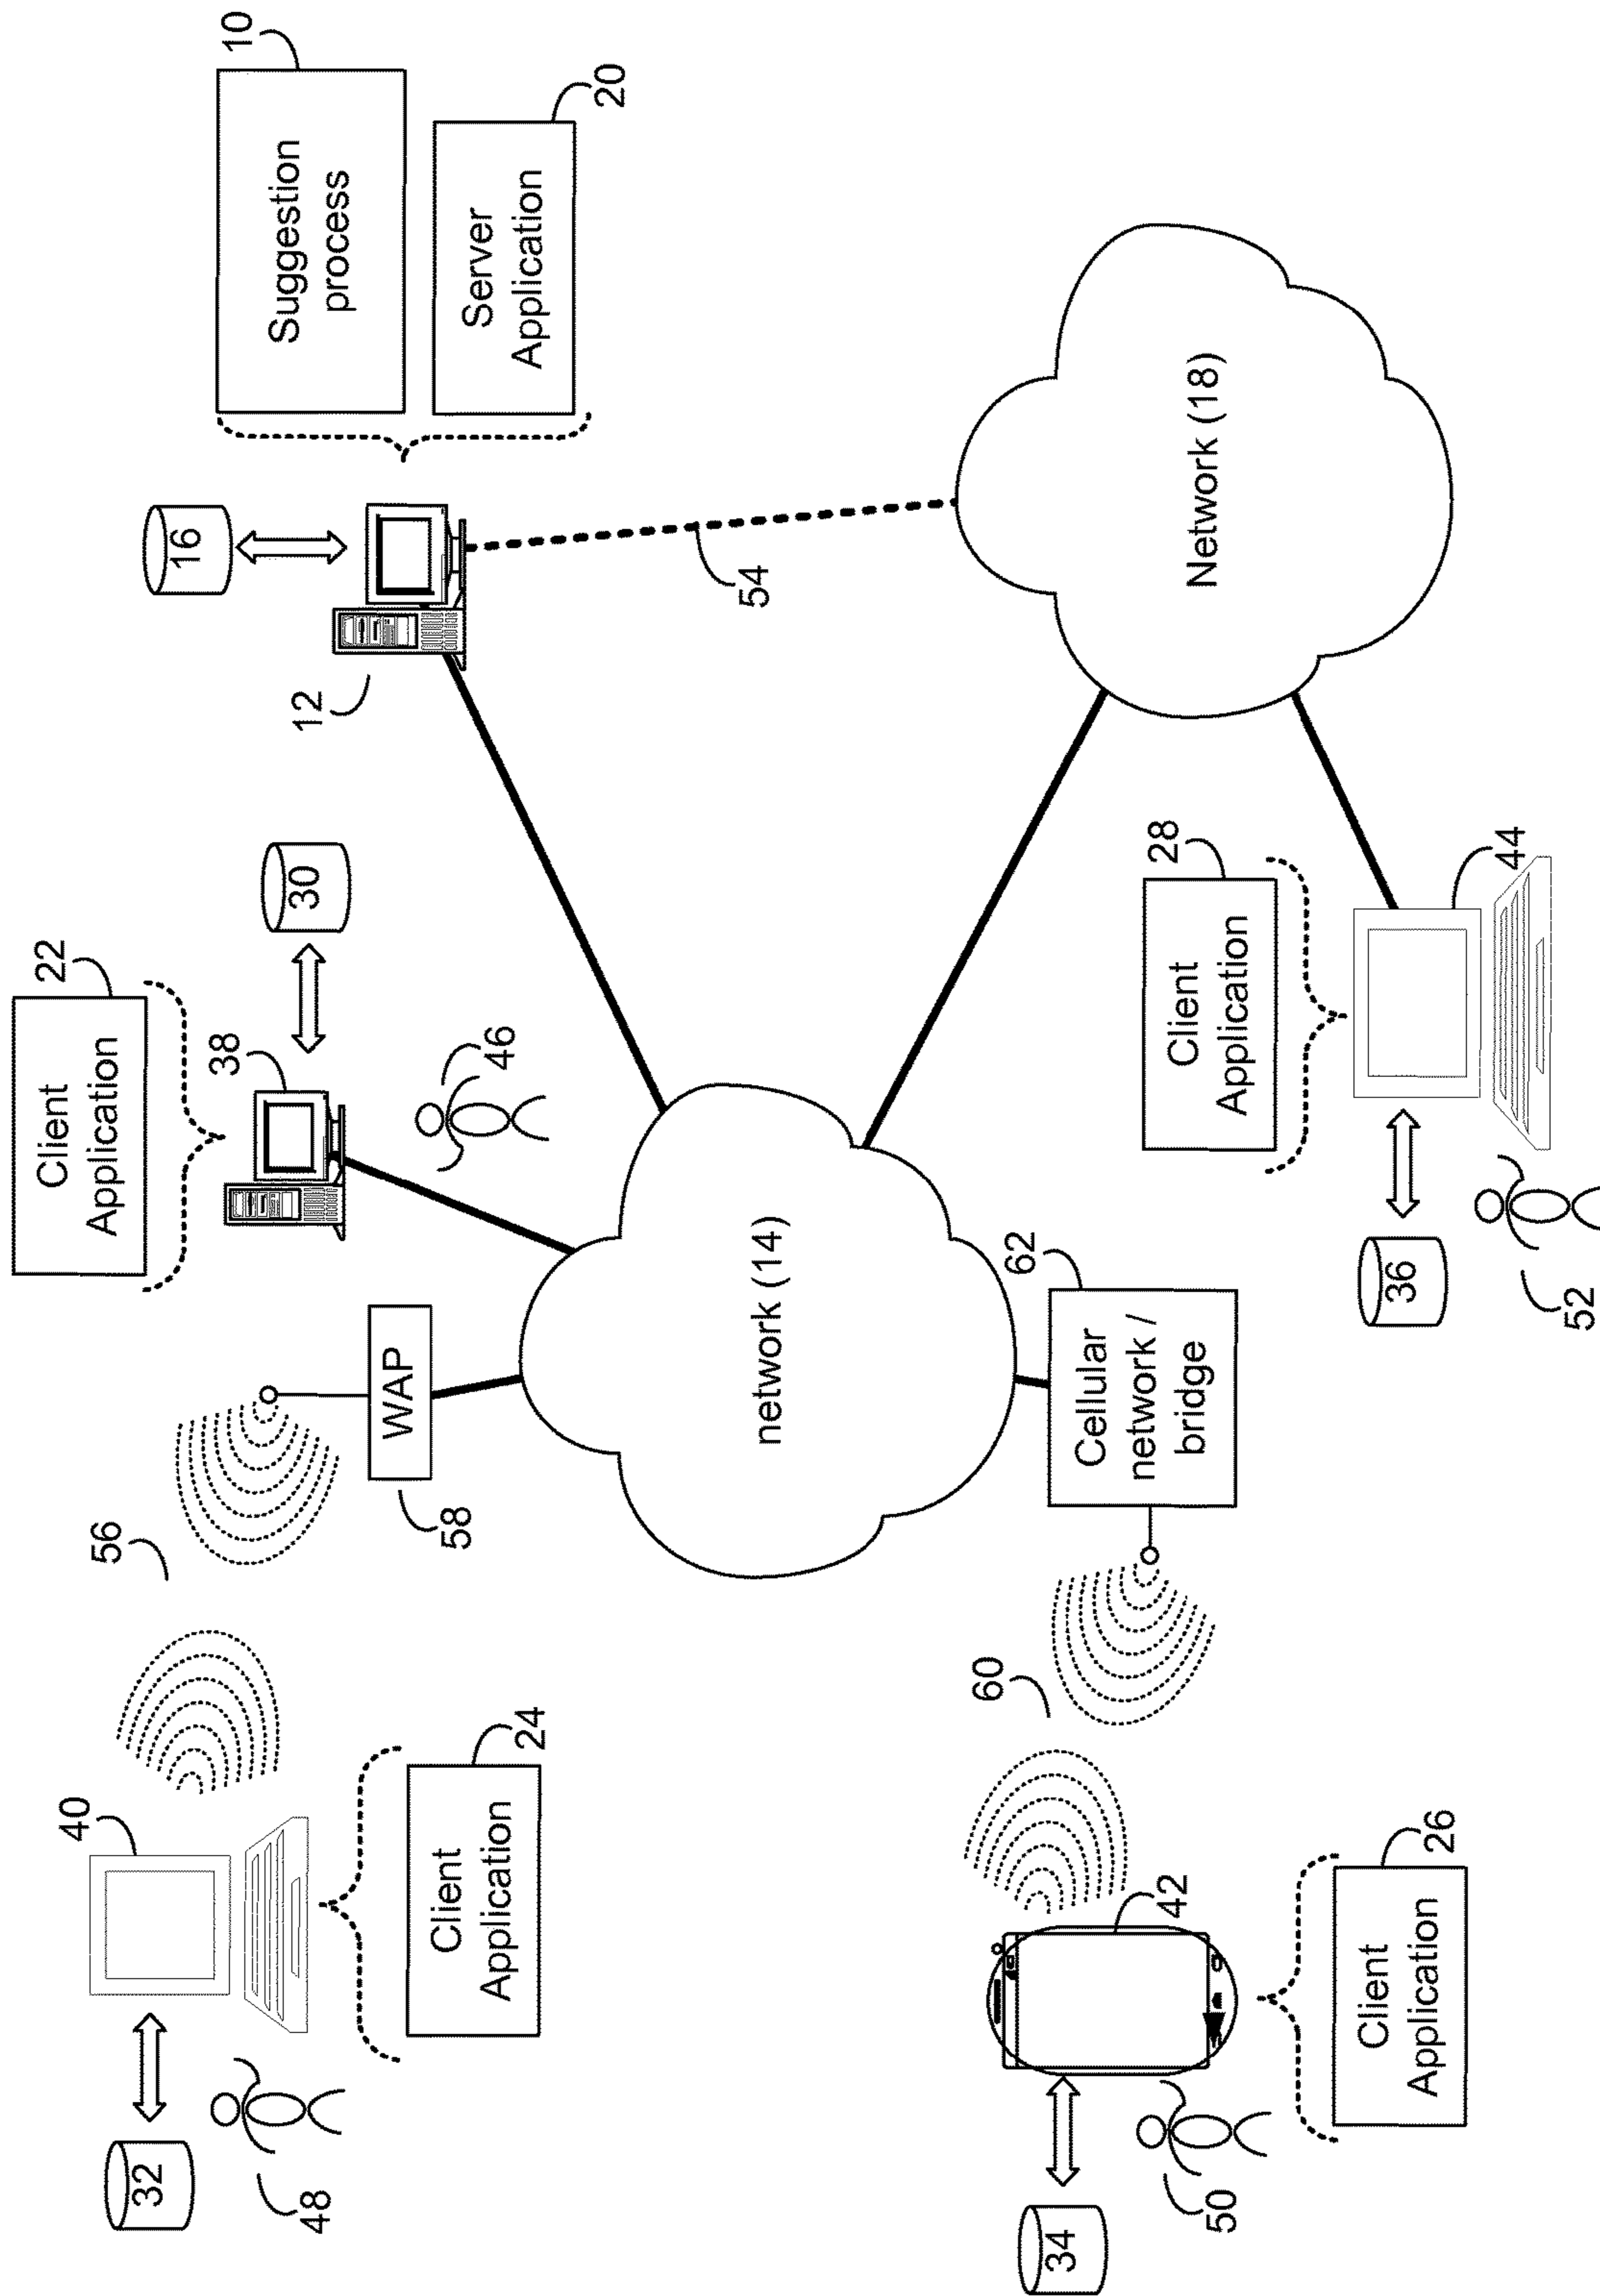 10
Suggestion
process
20
Server
Application
16
12
54
Network (18)
22
Client
Application
30
38
46
network (14)
28
Client
Application
44
36
52
56
WAP
58
62
Cellular
network /
bridge
60
40
24
Client
Application
32
48
42
26
Client
Application
34
50